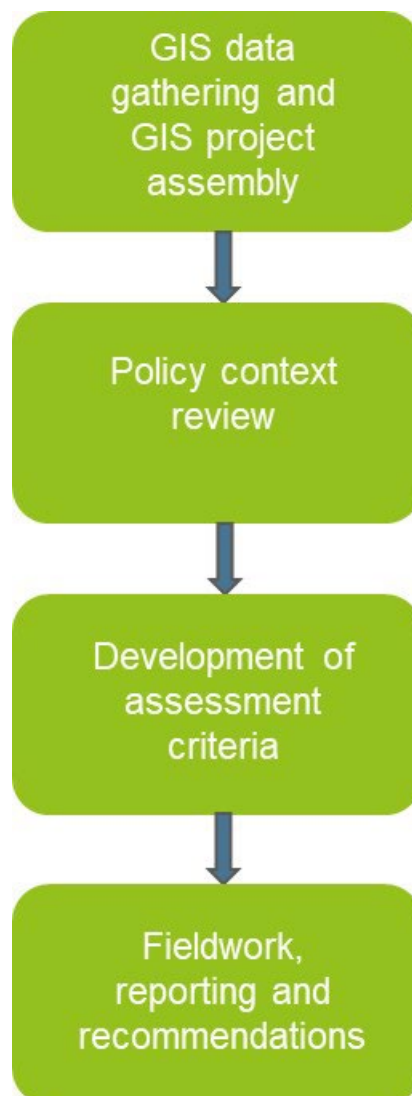 GIS data
gathering and
GIS project
assembly
Policy context
review
Development of
assessment
criteria
Fieldwork,
reporting and
recommendations